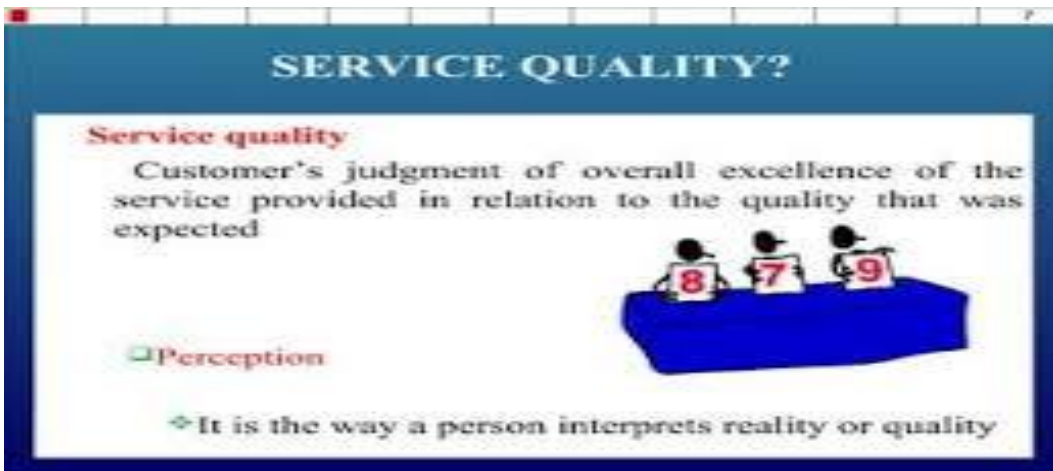 SERVICE QUALITY?
Service quality
Customer's judgment of overall excellence of the
service provided in relation to the quality that was
expected
8 7 9
Perception
It is the way a person interprets reality or quality